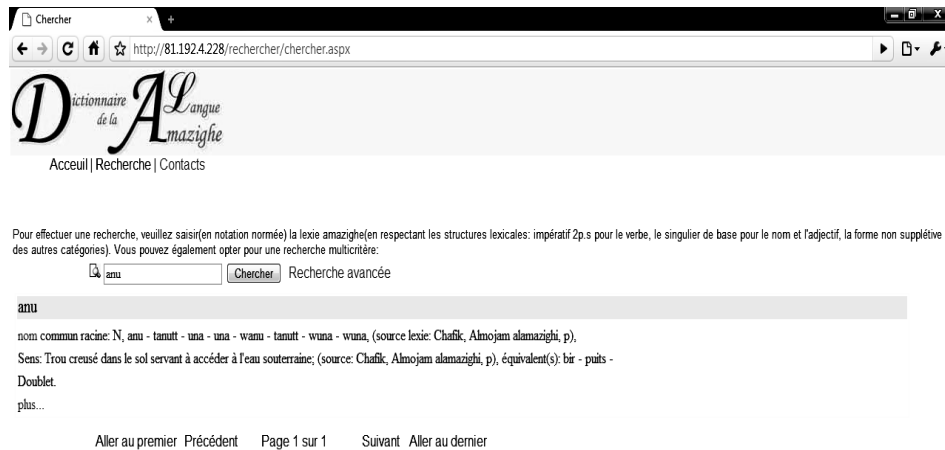 Chercher
http://81.192.4.228/rechercher/chercher.aspx
Dictionnaire de la Langue Amazighe
Acceuil | Recherche | Contacts
Pour effectuer une recherche, veuillez saisir(en notation normée) la lexie amazighe(en respectant les structures lexicales: impératif 2p.s pour le verbe, le singulier de base pour le nom et l'adjectif, la forme non supplétive
des autres catégories). Vous pouvez également opter pour une recherche multicritère:
anu Chercher Recherche avancée
anu
nom commun racine: N, anu - tanutt - una - una - wanu - tanutt - wuna - wuna, (source lexie: Chafik, Almojam alamazighi, p),
Sens: Trou creusé dans le sol servant à accéder à l'eau souterraine; (source: Chafik, Almojam alamazighi, p), équivalent(s): bir - puits -
Doublet.
plus...
Aller au premier Précédent Page 1 sur 1 Suivant Aller au dernier